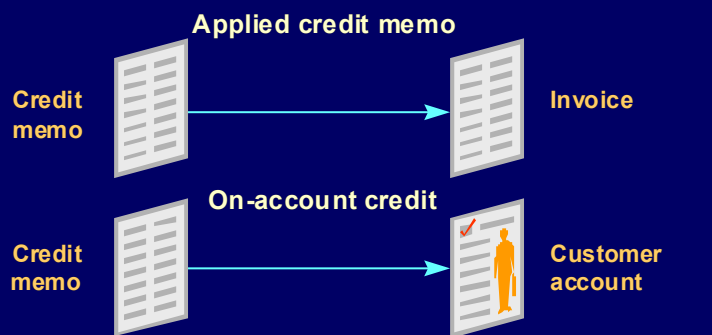 Applied credit memo
Credit
memo
Invoice
On-account credit
Credit
memo
Customer
account